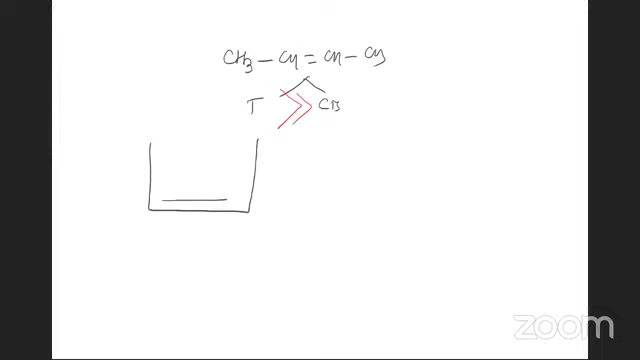 CH3 – CH = CH – CH3
T >> CIS
zoom